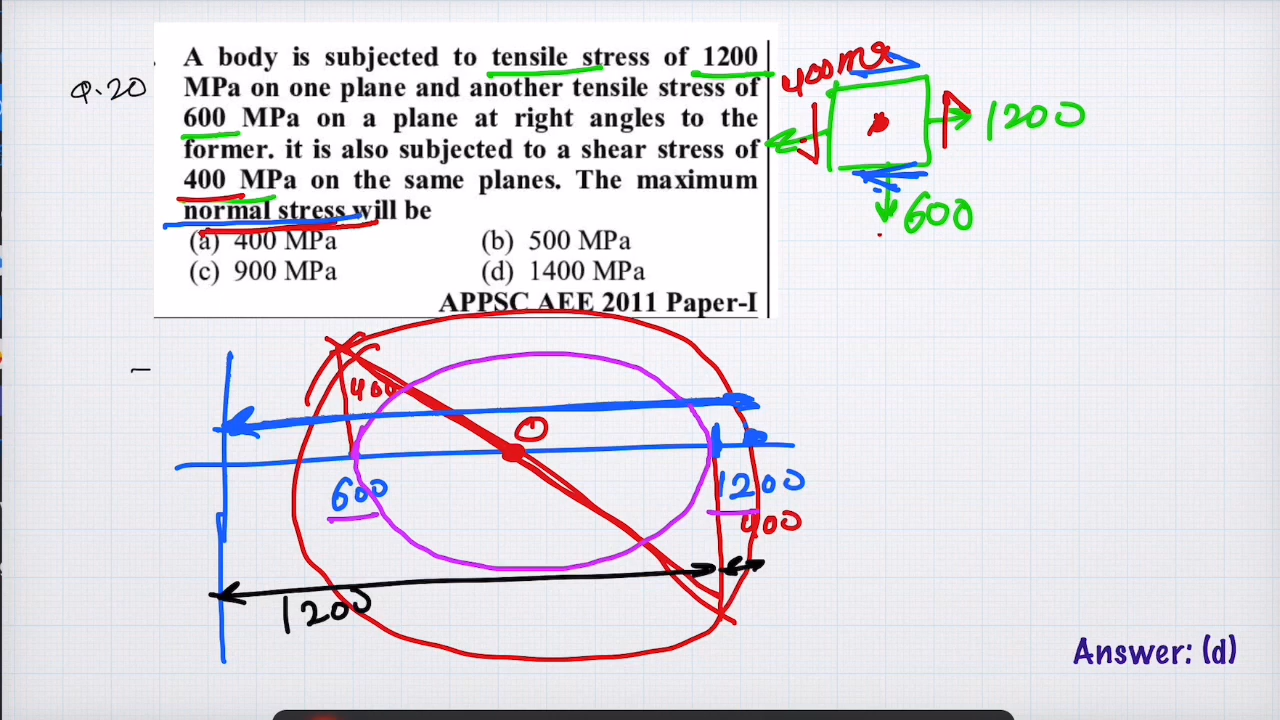 Q.20
A body is subjected to tensile stress of 1200
MPa on one plane and another tensile stress of
600 MPa on a plane at right angles to the
former. it is also subjected to a shear stress of
400 MPa on the same planes. The maximum
normal stress will be
(a) 400 MPa (b) 500 MPa
(c) 900 MPa (d) 1400 MPa
APPSC AEE 2011 Paper-I
1200
600
400
O
600
1200
400
1200
Answer: (d)